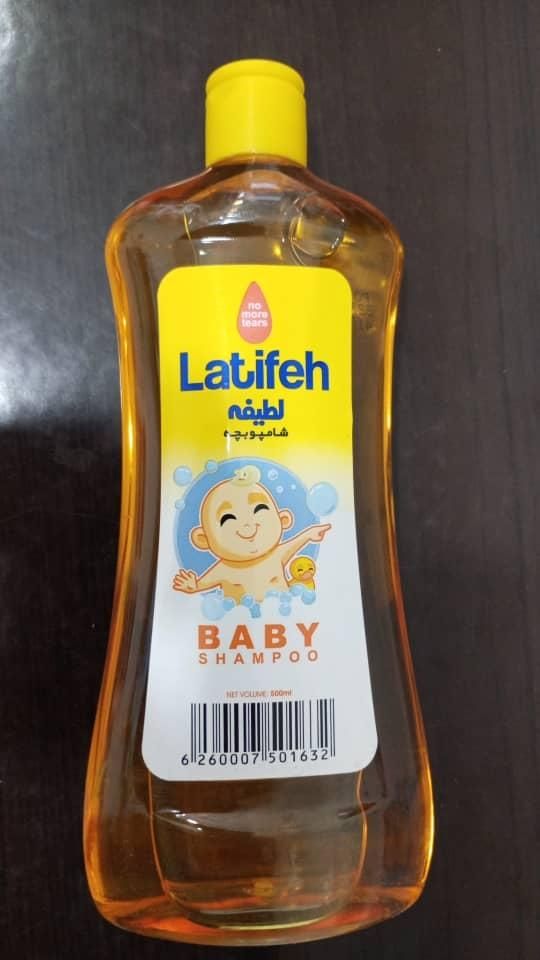 no
more
tears
Latifeh
لطیفه
شامپو بچه
BABY
SHAMPOO
NET VOLUME: 500ml
6 260007 501632